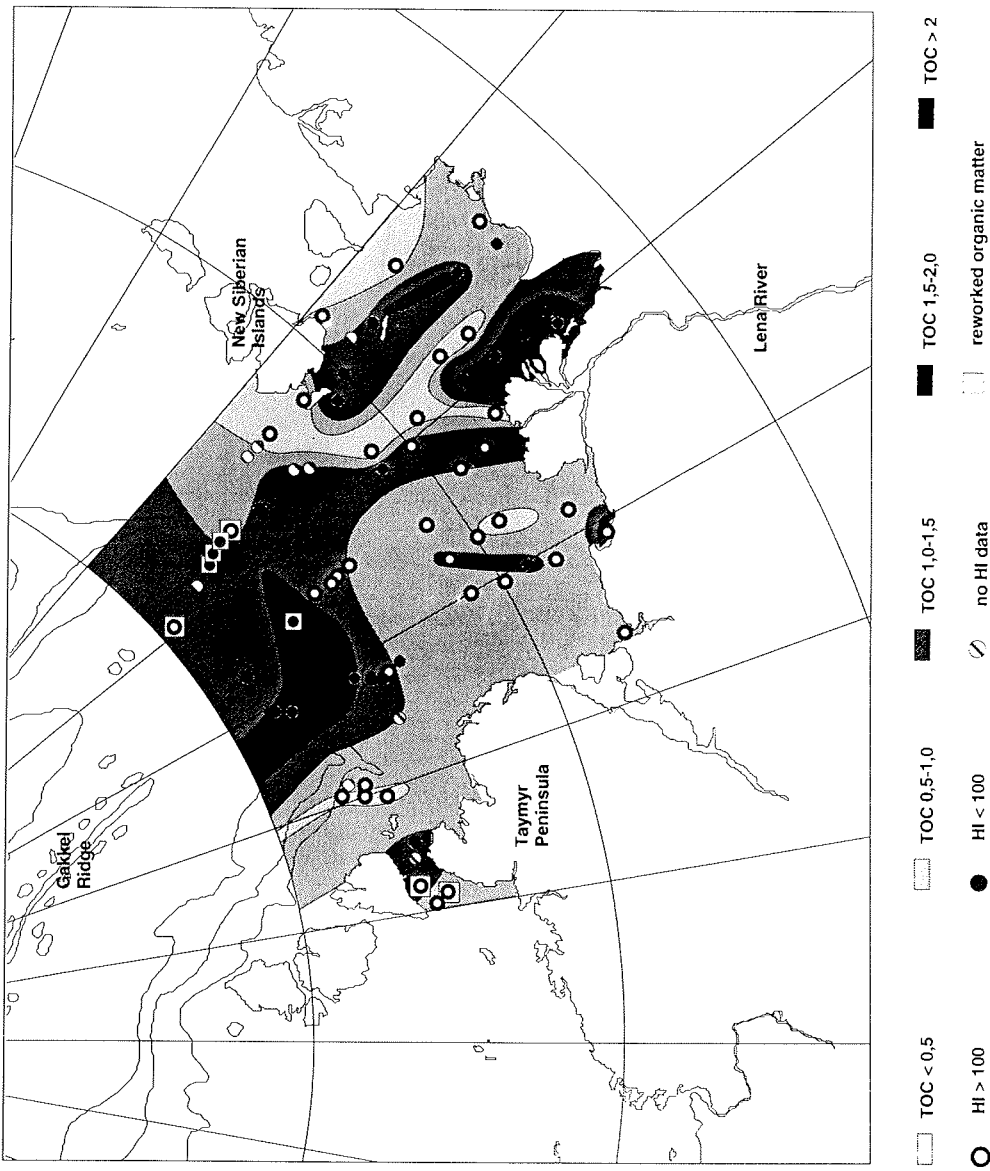 Gakkel
Ridge
New Siberian
Islands
Taymyr
Peninsula
Lena River
TOC < 0,5
TOC 0,5-1,0
TOC 1,0-1,5
TOC 1,5-2,0
TOC > 2
HI > 100
HI < 100
no HI data
reworked organic matter